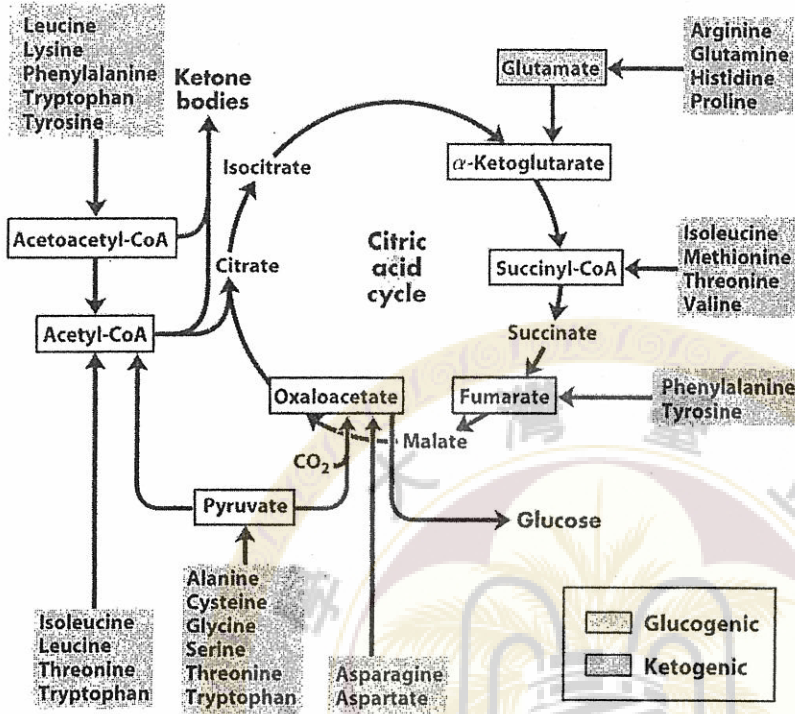 Leucine
Lysine
Phenylalanine
Tryptophan
Tyrosine
Ketone
bodies
Glutamate
Arginine
Glutamine
Histidine
Proline
Isocitrate
α-Ketoglutarate
Acetoacetyl-CoA
Citrate
Citric
acid
cycle
Succinyl-CoA
Isoleucine
Methionine
Threonine
Valine
Acetyl-CoA
Succinate
Oxaloacetate
Fumarate
Phenylalanine
Tyrosine
Malate
CO₂
Pyruvate
Glucose
Alanine
Cysteine
Glycine
Serine
Threonine
Tryptophan
Isoleucine
Leucine
Threonine
Tryptophan
Asparagine
Aspartate
Glucogenic
Ketogenic